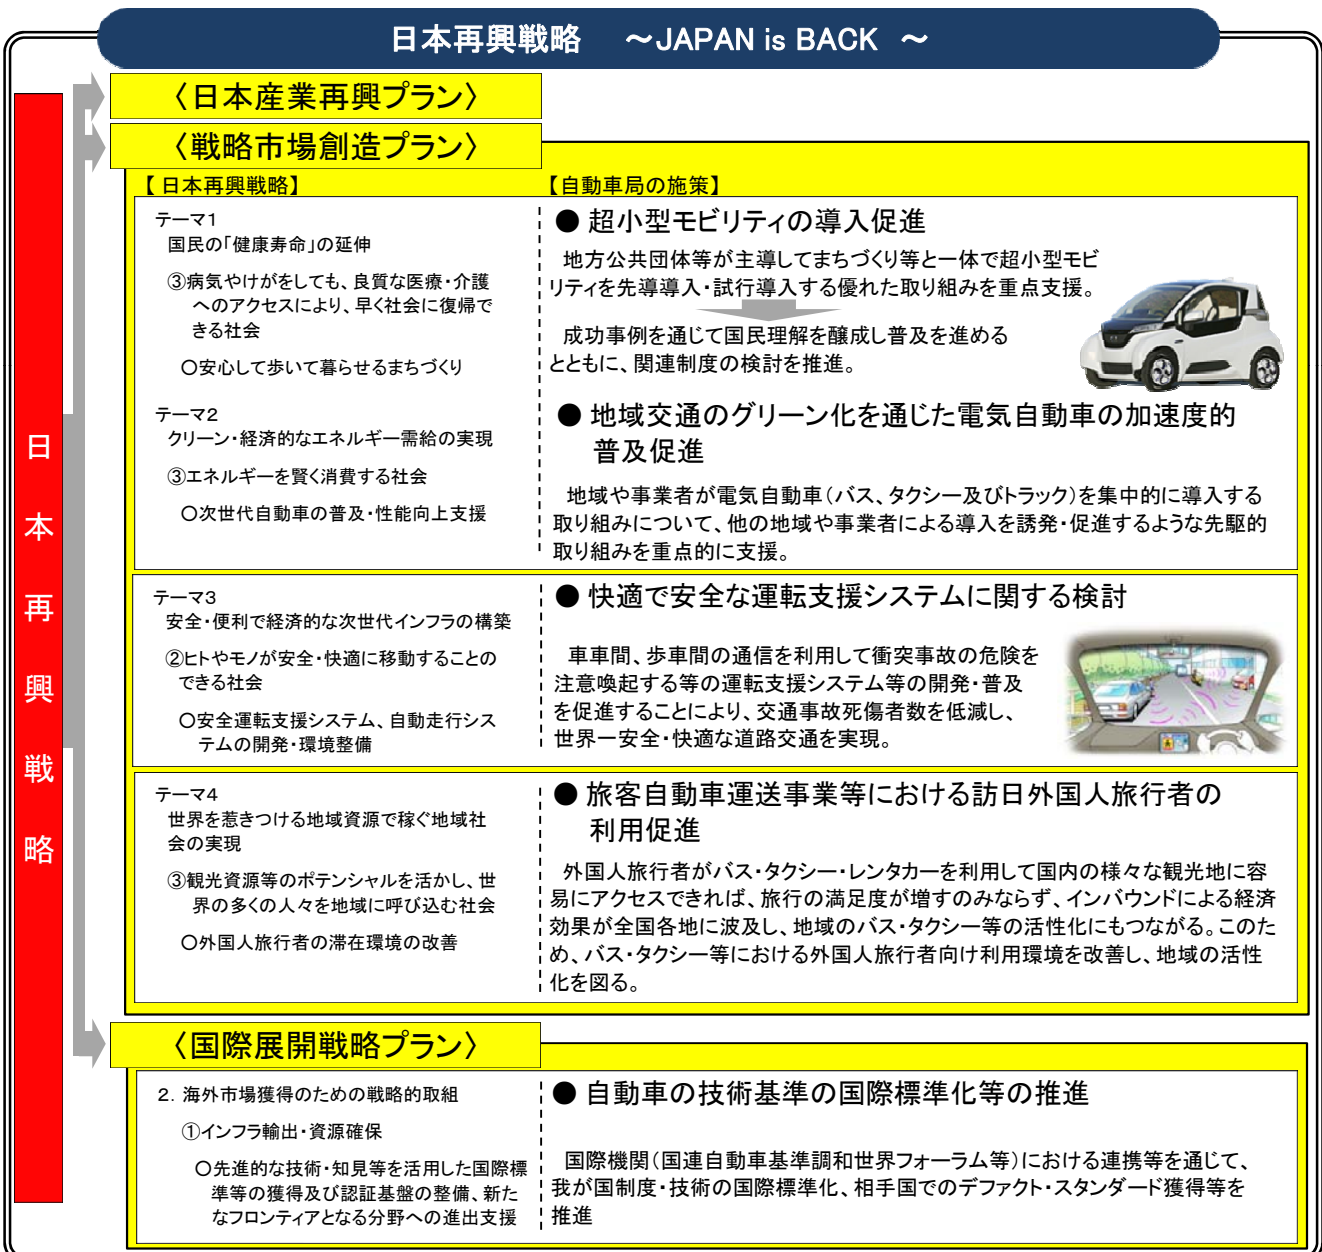 日本再興戦略 ～JAPAN is BACK ～
日本再興戦略
〈日本産業再興プラン〉
〈戦略市場創造プラン〉
【 日本再興戦略】
【自動車局の施策】
テーマ1
国民の「健康寿命」の延伸
③病気やけがをしても、良質な医療・介護
へのアクセスにより、早く社会に復帰で
きる社会
○安心して歩いて暮らせるまちづくり
● 超小型モビリティの導入促進
地方公共団体等が主導してまちづくり等と一体で超小型モビ
リティを先導導入・試行導入する優れた取り組みを重点支援。
成功事例を通じて国民理解を醸成し普及を進める
とともに、関連制度の検討を推進。
テーマ2
クリーン・経済的なエネルギー需給の実現
③エネルギーを賢く消費する社会
○次世代自動車の普及・性能向上支援
● 地域交通のグリーン化を通じた電気自動車の加速度的
普及促進
地域や事業者が電気自動車（バス、タクシー及びトラック）を集中的に導入する
取り組みについて、他の地域や事業者による導入を誘発・促進するような先駆的
取り組みを重点的に支援。
テーマ3
安全・便利で経済的な次世代インフラの構築
②ヒトやモノが安全・快適に移動することの
できる社会
○安全運転支援システム、自動走行シス
テムの開発・環境整備
● 快適で安全な運転支援システムに関する検討
車車間、歩車間の通信を利用して衝突事故の危険を
注意喚起する等の運転支援システム等の開発・普及
を促進することにより、交通事故死傷者数を低減し、
世界一安全・快適な道路交通を実現。
テーマ4
世界を惹きつける地域資源で稼ぐ地域社
会の実現
③観光資源等のポテンシャルを活かし、世
界の多くの人々を地域に呼び込む社会
○外国人旅行者の滞在環境の改善
● 旅客自動車運送事業等における訪日外国人旅行者の
利用促進
外国人旅行者がバス・タクシー・レンタカーを利用して国内の様々な観光地に容
易にアクセスできれば、旅行の満足度が増すのみならず、インバウンドによる経済
効果が全国各地に波及し、地域のバス・タクシー等の活性化にもつながる。このた
め、バス・タクシー等における外国人旅行者向け利用環境を改善し、地域の活性
化を図る。
〈国際展開戦略プラン〉
２．海外市場獲得のための戦略的取組
①インフラ輸出・資源確保
○先進的な技術・知見等を活用した国際標
準等の獲得及び認証基盤の整備、新た
なフロンティアとなる分野への進出支援
● 自動車の技術基準の国際標準化等の推進
国際機関（国連自動車基準調和世界フォーラム等）における連携等を通じて、
我が国制度・技術の国際標準化、相手国でのデファクト・スタンダード獲得等を
推進